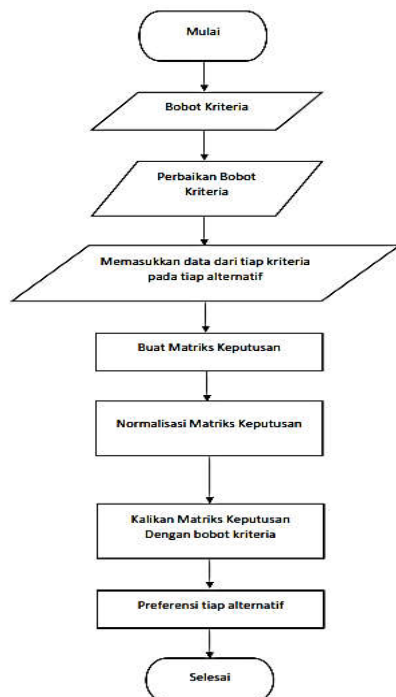 Mulai
Bobot Kriteria
Perbaikan Bobot
Kriteria
Memasukkan data dari tiap kriteria
pada tiap alternatif
Buat Matriks Keputusan
Normalisasi Matriks Keputusan
Kalikan Matriks Keputusan
Dengan bobot kriteria
Preferensi tiap alternatif
Selesai